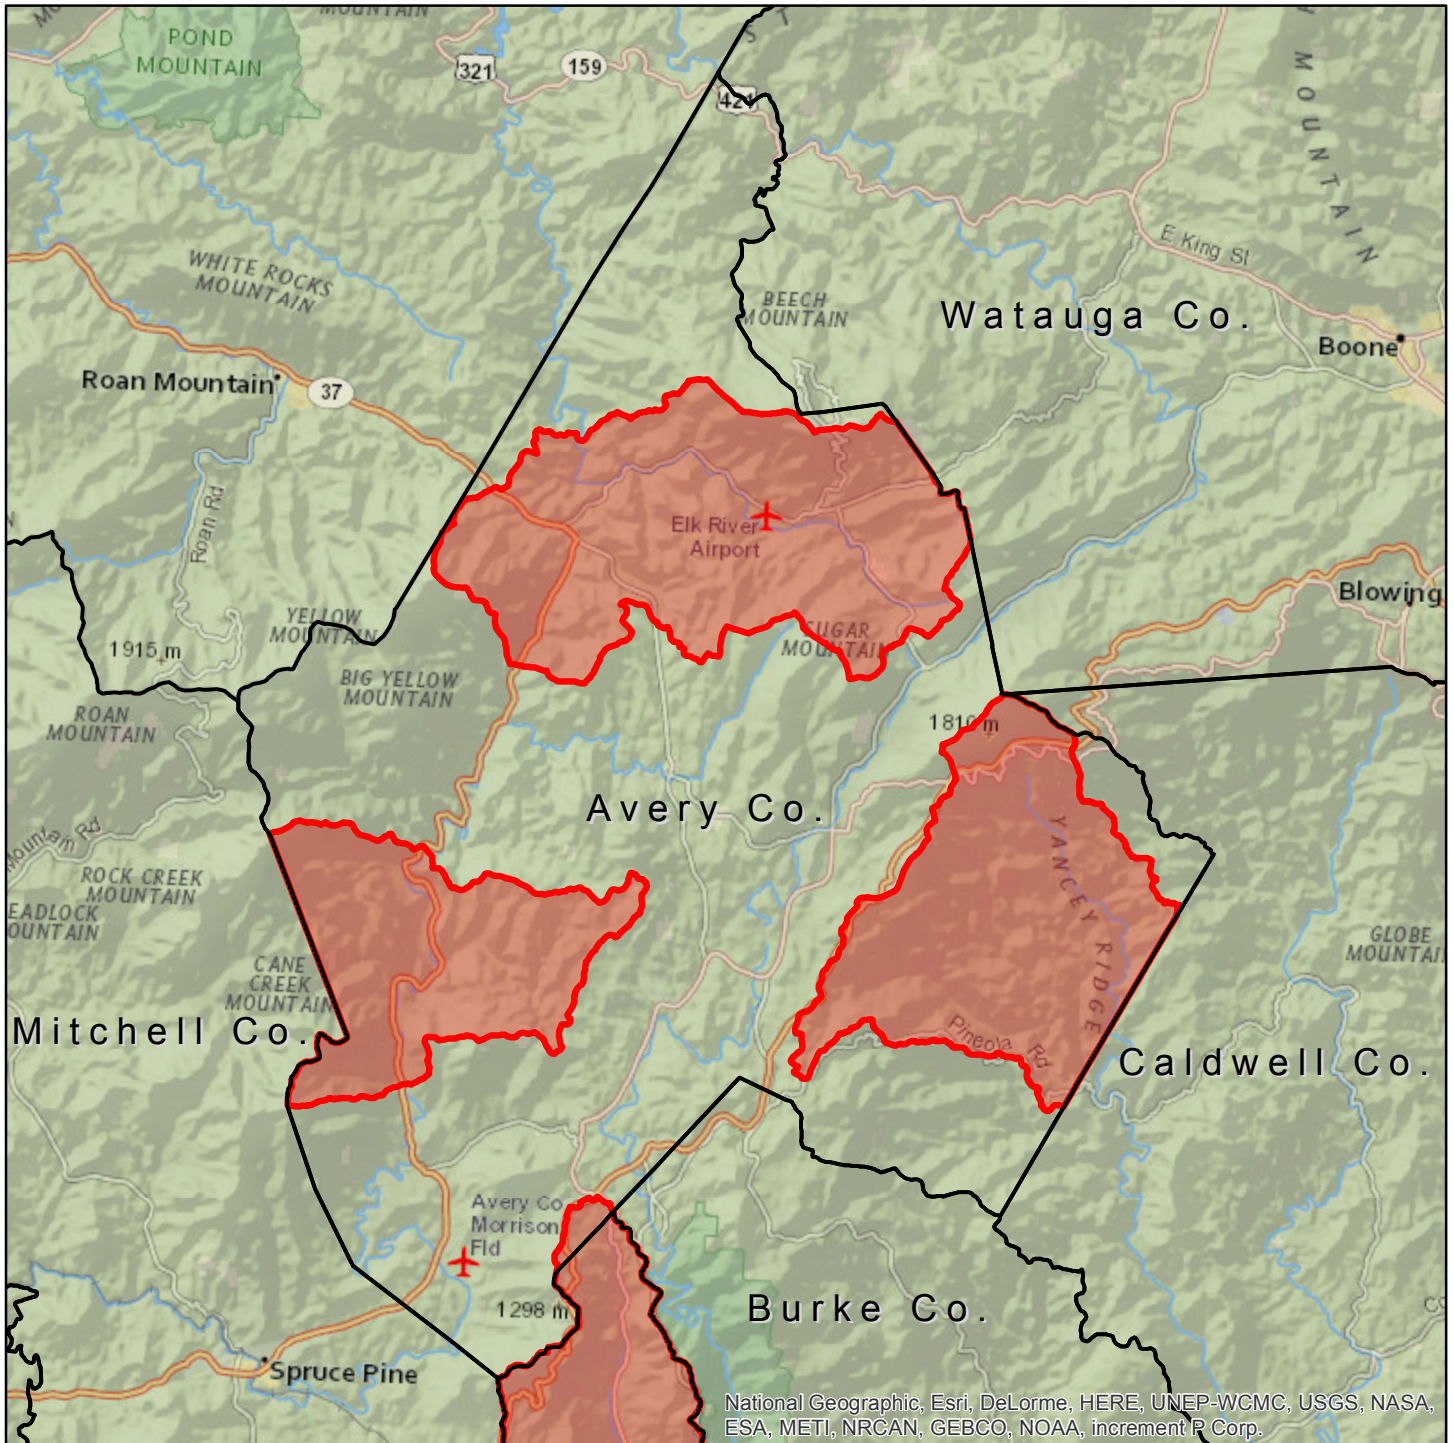 MOUNTAIN
S T
POND
MOUNTAIN
321
159
421
MOUNTAIN
E King St
WHITE ROCKS
MOUNTAIN
BEECH
MOUNTAIN
Watauga Co.
Boone
Roan Mountain
37
Roan Rd
Elk River
Airport
Blowing
YELLOW
MOUNTAIN
1915 m
SUGAR
MOUNTAIN
BIG YELLOW
MOUNTAIN
ROAN
MOUNTAIN
1810 m
Avery Co.
Mountain Rd
YANCEY RIDGE
ROCK CREEK
MOUNTAIN
EADLOCK
OUNTAIN
GLOBE
MOUNTAI
CANE
CREEK
MOUNTAIN
Mitchell Co.
Pineola Rd
Caldwell Co.
Avery Co
Morrison
Fld
1298 m
Burke Co.
Spruce Pine
National Geographic, Esri, DeLorme, HERE, UNEP-WCMC, USGS, NASA,
ESA, METI, NRCAN, GEBCO, NOAA, increment P Corp.